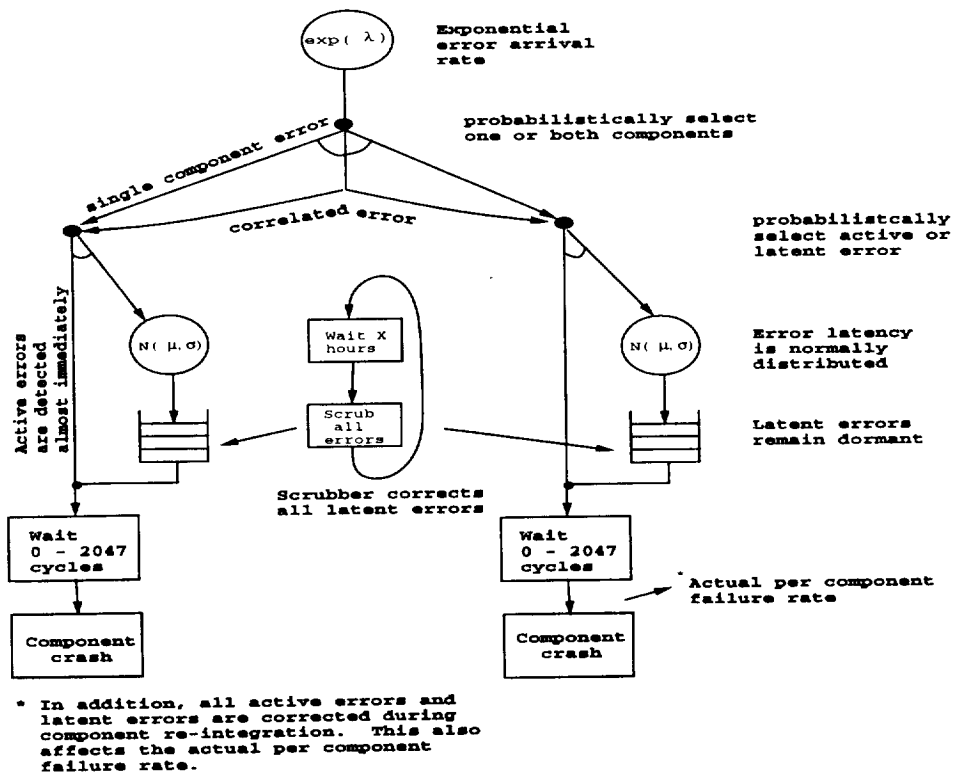 exp( λ)
Exponential
error arrival
rate
probabilistically select
one or both components
single component error
correlated error
probabilistcally
select active or
latent error
Active errors
are detected
almost immediately
N( μ,σ)
Wait X
hours
N( μ,σ)
Error latency
is normally
distributed
Scrub
all
errors
Latent errors
remain dormant
Scrubber corrects
all latent errors
Wait
0 - 2047
cycles
Wait
0 - 2047
cycles
* Actual per component
failure rate
Component
crash
Component
crash
* In addition, all active errors and
latent errors are corrected during
component re-integration. This also
affects the actual per component
failure rate.